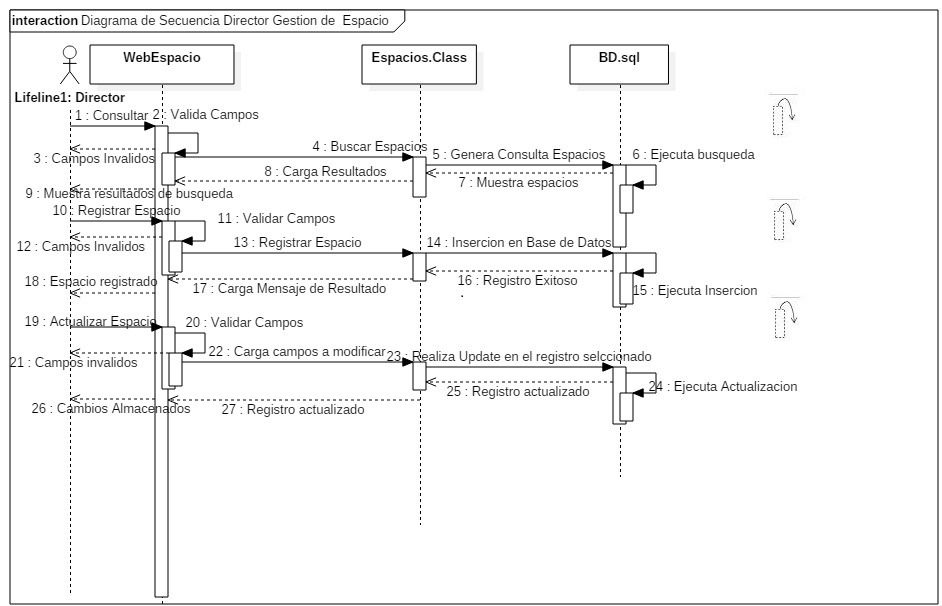 interaction Diagrama de Secuencia Director Gestion de Espacio
WebEspacio
Espacios.Class
BD.sql
Lifeline1: Director
1 : Consultar
2 : Valida Campos
3 : Campos Invalidos
4 : Buscar Espacios
5 : Genera Consulta Espacios
6 : Ejecuta busqueda
7 : Muestra espacios
8 : Carga Resultados
9 : Muestra resultados de busqueda
10 : Registrar Espacio
11 : Validar Campos
12 : Campos Invalidos
13 : Registrar Espacio
14 : Insercion en Base de Datos
15 : Ejecuta Insercion
16 : Registro Exitoso
17 : Carga Mensaje de Resultado
18 : Espacio registrado
19 : Actualizar Espacio
20 : Validar Campos
21 : Campos invalidos
22 : Carga campos a modificar
23 : Realiza Update en el registro selccionado
24 : Ejecuta Actualizacion
25 : Registro actualizado
26 : Cambios Almacenados
27 : Registro actualizado